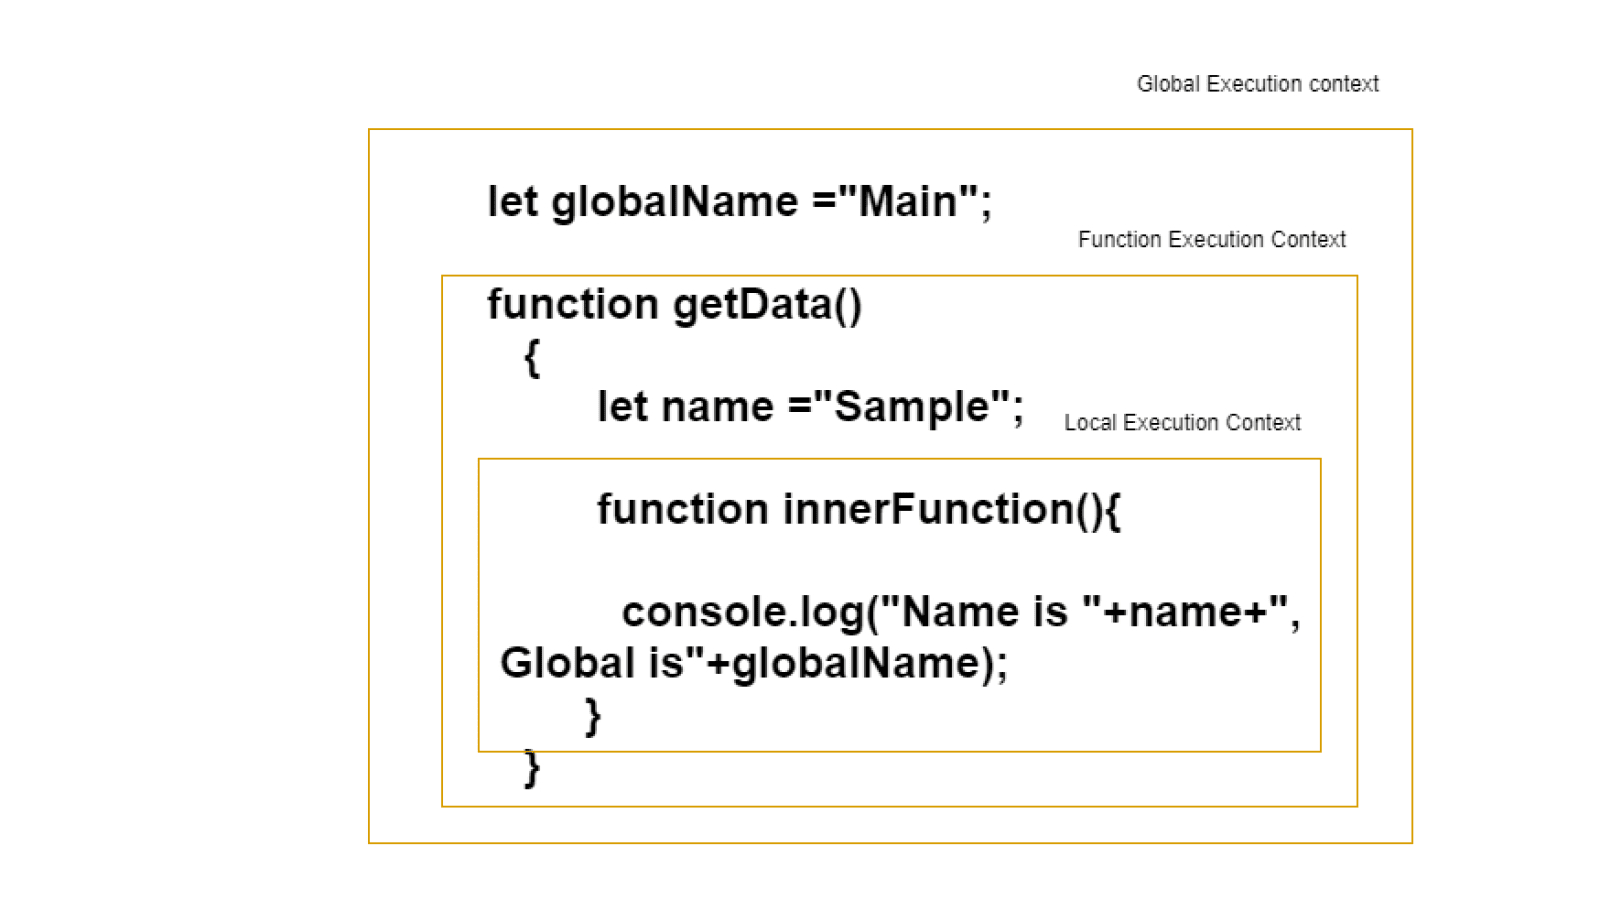 Global Execution context
let globalName ="Main";
Function Execution Context
function getData()
{
let name ="Sample";
Local Execution Context
function innerFunction(){
console.log("Name is "+name+",
Global is"+globalName);
}
}